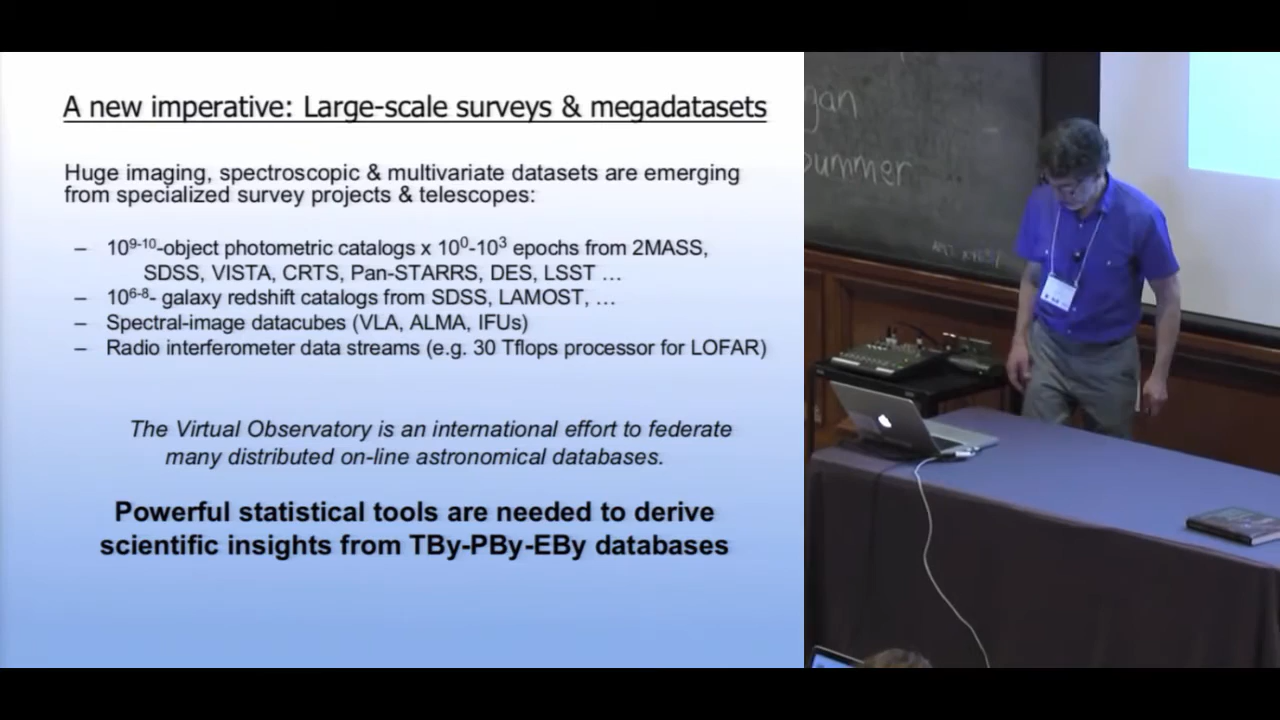 A new imperative: Large-scale surveys & megadatasets
Huge imaging, spectroscopic & multivariate datasets are emerging
from specialized survey projects & telescopes:
– 10⁹⁻¹⁰-object photometric catalogs x 10⁰-10³ epochs from 2MASS,
SDSS, VISTA, CRTS, Pan-STARRS, DES, LSST …
– 10⁶⁻⁸- galaxy redshift catalogs from SDSS, LAMOST, …
– Spectral-image datacubes (VLA, ALMA, IFUs)
– Radio interferometer data streams (e.g. 30 Tflops processor for LOFAR)
The Virtual Observatory is an international effort to federate
many distributed on-line astronomical databases.
Powerful statistical tools are needed to derive
scientific insights from TBy-PBy-EBy databases